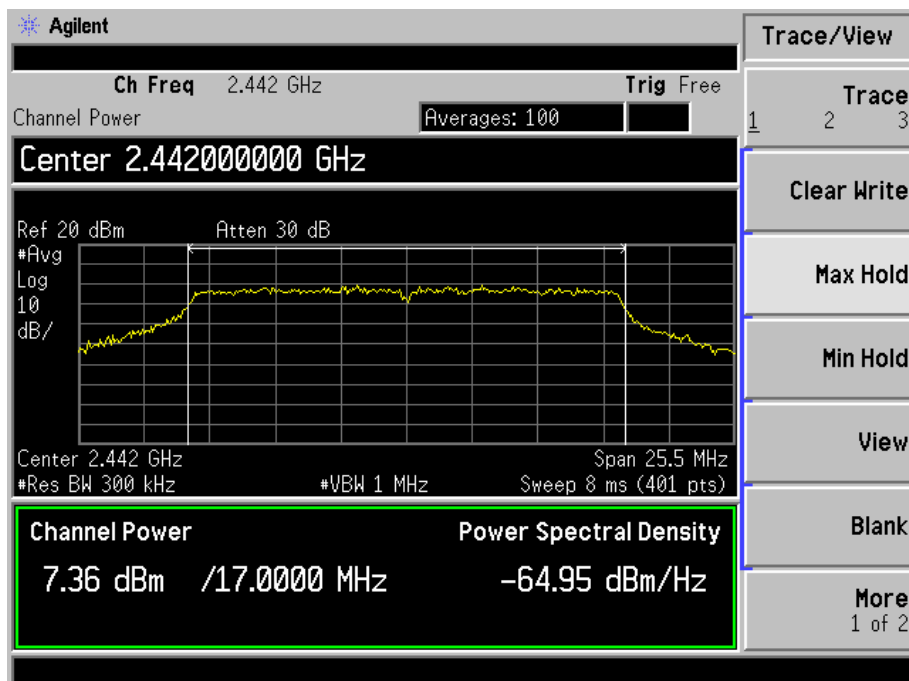 Agilent
Trace/View
Ch Freq 2.442 GHz Trig Free
Channel Power Averages: 100
Trace
1 2 3
Center 2.442000000 GHz
Clear Write
Ref 20 dBm Atten 30 dB
#Avg
Log
10
dB/
Max Hold
Min Hold
View
Center 2.442 GHz Span 25.5 MHz
#Res BW 300 kHz #VBW 1 MHz Sweep 8 ms (401 pts)
Channel Power Power Spectral Density
Blank
7.36 dBm /17.0000 MHz -64.95 dBm/Hz
More
1 of 2